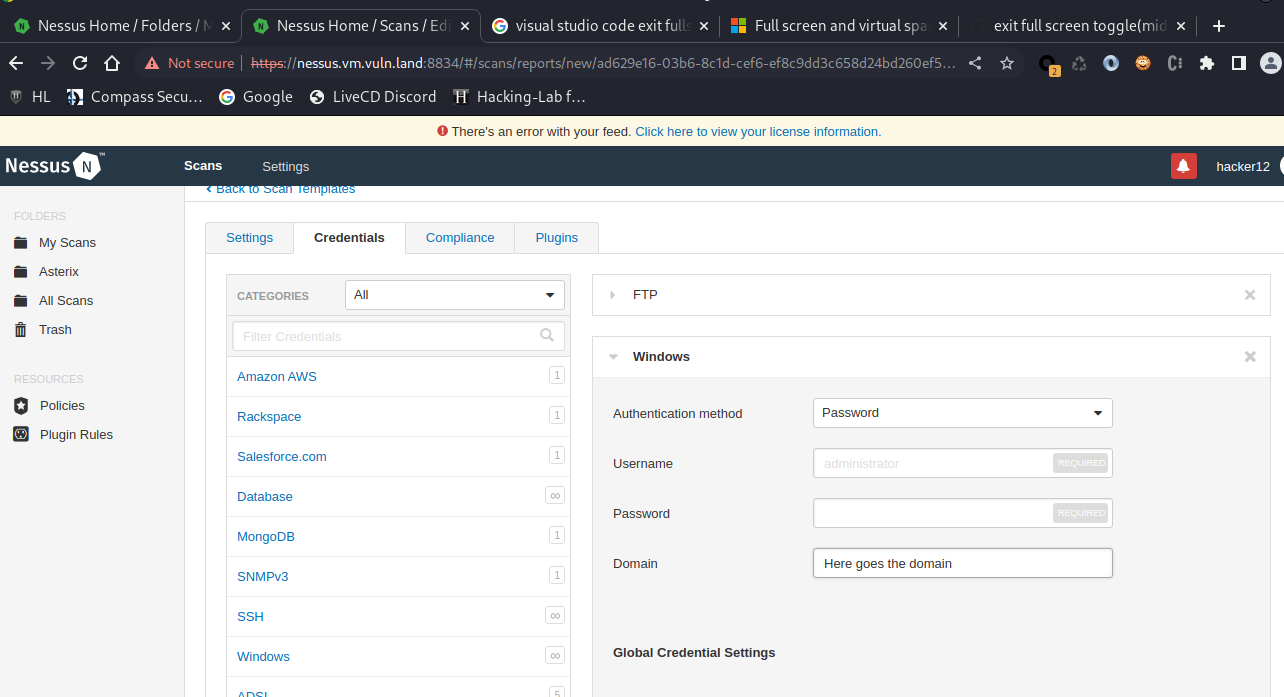 Nessus Home / Folders / M
Nessus Home / Scans / Edi
visual studio code exit fulls
Full screen and virtual spa
exit full screen toggle(mid
Not secure https://nessus.vm.vuln.land:8834/#/scans/reports/new/ad629e16-03b6-8c1d-cef6-ef8c9dd3c658d24bd260ef5…
2
HL Compass Secu… Google LiveCD Discord Hacking-Lab f…
There's an error with your feed. Click here to view your license information.
Nessus N ™ Scans Settings hacker12
Back to Scan Templates
FOLDERS
My Scans
Asterix
All Scans
Trash
RESOURCES
Policies
Plugin Rules
Settings Credentials Compliance Plugins
CATEGORIES All
Filter Credentials
Amazon AWS 1
Rackspace 1
Salesforce.com 1
Database ∞
MongoDB 1
SNMPv3 1
SSH ∞
Windows ∞
ADSI 5
FTP
Windows
Authentication method Password
Username administrator REQUIRED
Password REQUIRED
Domain Here goes the domain
Global Credential Settings